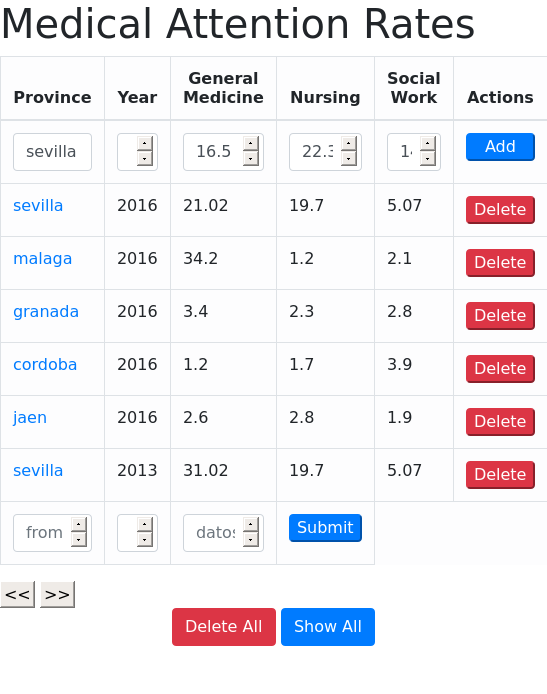 Medical Attention Rates
Province Year General Medicine Nursing Social Work Actions
sevilla 16.5 Add
sevilla 2016 21.02 19.7 5.07 Delete
malaga 2016 34.2 1.2 2.1 Delete
granada 2016 3.4 2.3 2.8 Delete
cordoba 2016 1.2 1.7 3.9 Delete
jaen 2016 2.6 2.8 1.9 Delete
sevilla 2013 31.02 19.7 5.07 Delete
from datos Submit
<< >>
Delete All Show All